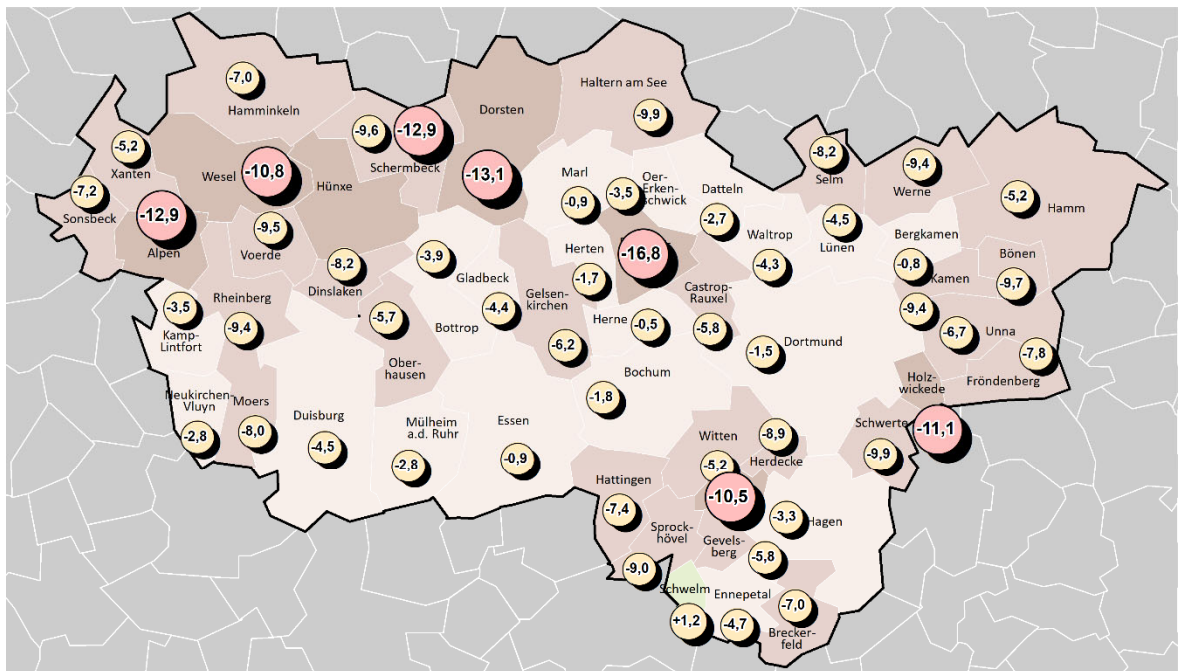 -7,0
Hamminkeln
Haltern am See
-9,9
Dorsten
-9,6
-12,9
Schermbeck
-5,2
Xanten
Wesel
-10,8
Hünxe
-13,1
Marl
-0,9
-3,5
Oer-
Erken-
schwick
Datteln
-2,7
-8,2
Selm
-9,4
Werne
-5,2
Hamm
-7,2
Sonsbeck
-12,9
Alpen
-9,5
Voerde
-8,2
Dinslaken
-3,9
Gladbeck
-4,4
Herten
-1,7
-16,8
Waltrop
-4,3
-4,5
Lünen
Bergkamen
-0,8
Kamen
-9,4
Bönen
-9,7
-3,5
Kamp-
Lintfort
Rheinberg
-9,4
-5,7
Ober-
hausen
Bottrop
Gelsen-
kirchen
-6,2
Herne
-0,5
Castrop-
Rauxel
-5,8
Dortmund
-1,5
-6,7
Unna
-7,8
Fröndenberg
Holz-
wickede
-11,1
Neukirchen-
Vluyn
-2,8
Moers
-8,0
Duisburg
-4,5
Mülheim
a.d. Ruhr
-2,8
Essen
-0,9
Bochum
-1,8
Witten
-5,2
-8,9
Herdecke
Schwerte
-9,9
Hattingen
-7,4
-10,5
-3,3
Hagen
Sprock-
hövel
-9,0
Gevels-
berg
-5,8
Schwelm
+1,2
Ennepetal
-4,7
-7,0
Brecker-
feld